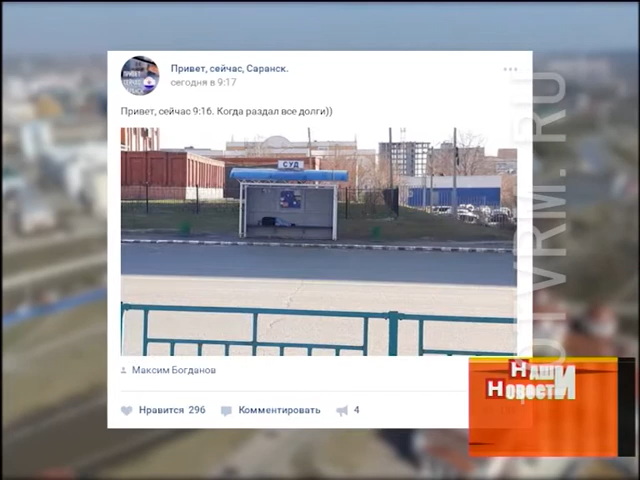 Привет, сейчас, Саранск.
сегодня в 9:17
Привет, сейчас 9:16. Когда раздал все долги))
СУД
Максим Богданов
Нравится 296
Комментировать
4
Наши
Новости
TVRM.RU